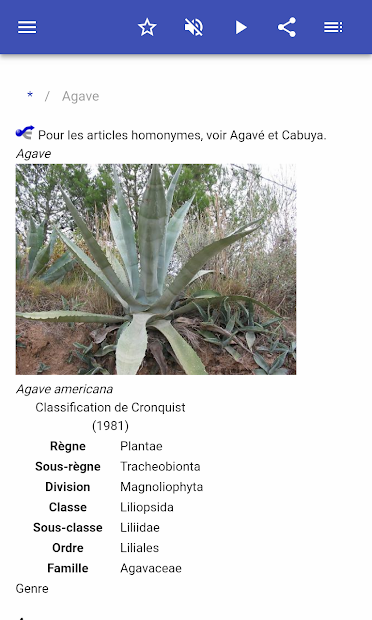 * / Agave
Pour les articles homonymes, voir Agavé et Cabuya.
Agave
Agave americana
Classification de Cronquist
(1981)
Règne Plantae
Sous-règne Tracheobionta
Division Magnoliophyta
Classe Liliopsida
Sous-classe Liliidae
Ordre Liliales
Famille Agavaceae
Genre